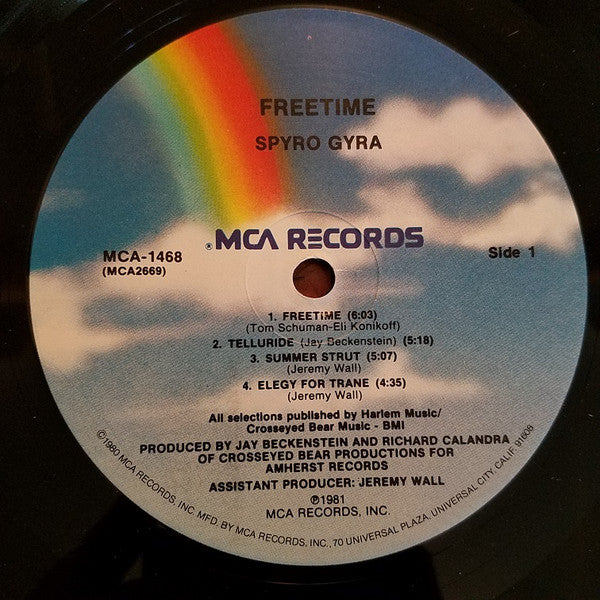 FREETIME
SPYRO GYRA
®MCA RECORDS
MCA-1468
(MCA2669)
Side 1
1. FREETIME (6:03)
(Tom Schuman-Eli Konikoff)
2. TELLURIDE (Jay Beckenstein) (5:18)
3. SUMMER STRUT (5:07)
(Jeremy Wall)
4. ELEGY FOR TRANE (4:35)
(Jeremy Wall)
All selections published by Harlem Music/
Crosseyed Bear Music - BMI
PRODUCED BY JAY BECKENSTEIN AND RICHARD CALANDRA
OF CROSSEYED BEAR PRODUCTIONS FOR
AMHERST RECORDS
ASSISTANT PRODUCER: JEREMY WALL
℗1981
MCA RECORDS, INC.
©1980 MCA RECORDS, INC. MFD. BY MCA RECORDS, INC., 70 UNIVERSAL PLAZA, UNIVERSAL CITY, CALIF. 91608